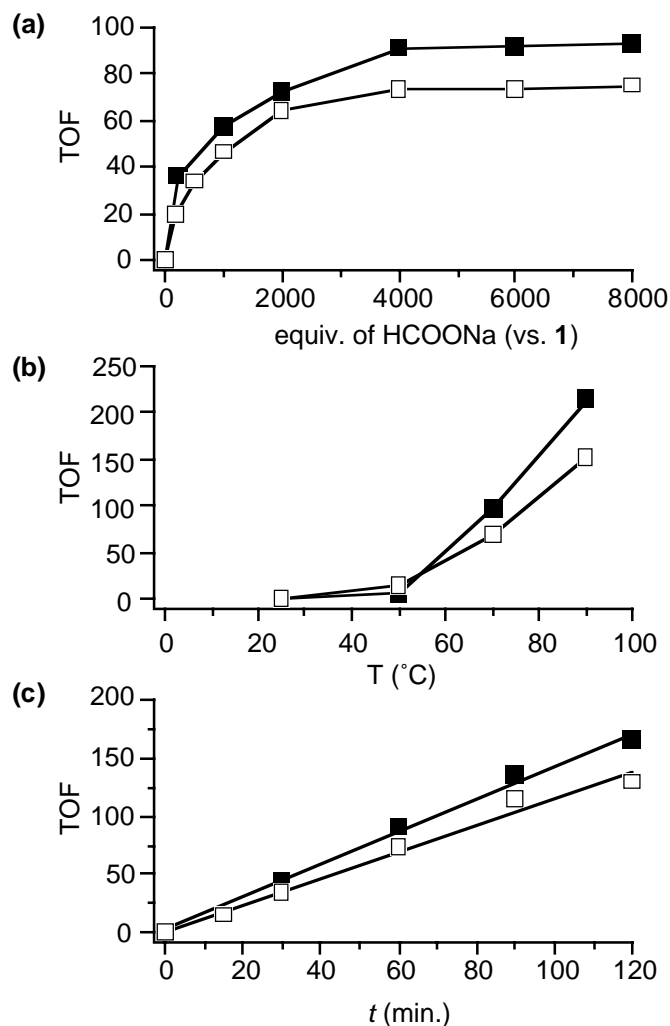 (a)
100
80
60
40
20
0
TOF
0 2000 4000 6000 8000
equiv. of HCOONa (vs. 1)
(b)
250
200
150
100
50
0
TOF
0 20 40 60 80 100
T (˚C)
(c)
200
150
100
50
0
TOF
0 20 40 60 80 100 120
t (min.)